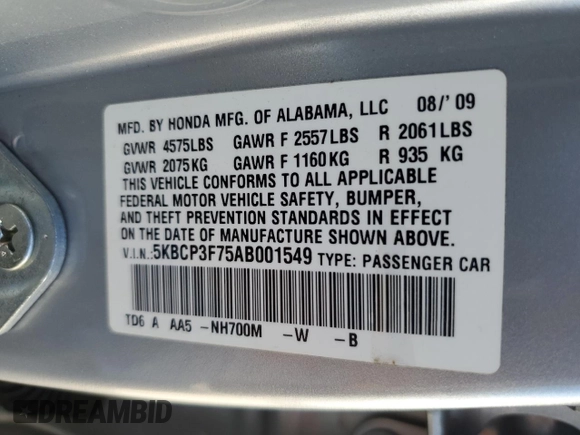 MFD. BY HONDA MFG. OF ALABAMA, LLC 08/' 09
GVWR 4575LBS GAWR F 2557LBS R 2061LBS
GVWR 2075KG GAWR F 1160KG R 935 KG
THIS VEHICLE CONFORMS TO ALL APPLICABLE
FEDERAL MOTOR VEHICLE SAFETY, BUMPER,
AND THEFT PREVENTION STANDARDS IN EFFECT
ON THE DATE OF MANUFACTURE SHOWN ABOVE.
V.I.N.: 5KBCP3F75AB001549 TYPE: PASSENGER CAR
TD6 A AA5 -NH700M -W -B
DREAMBID